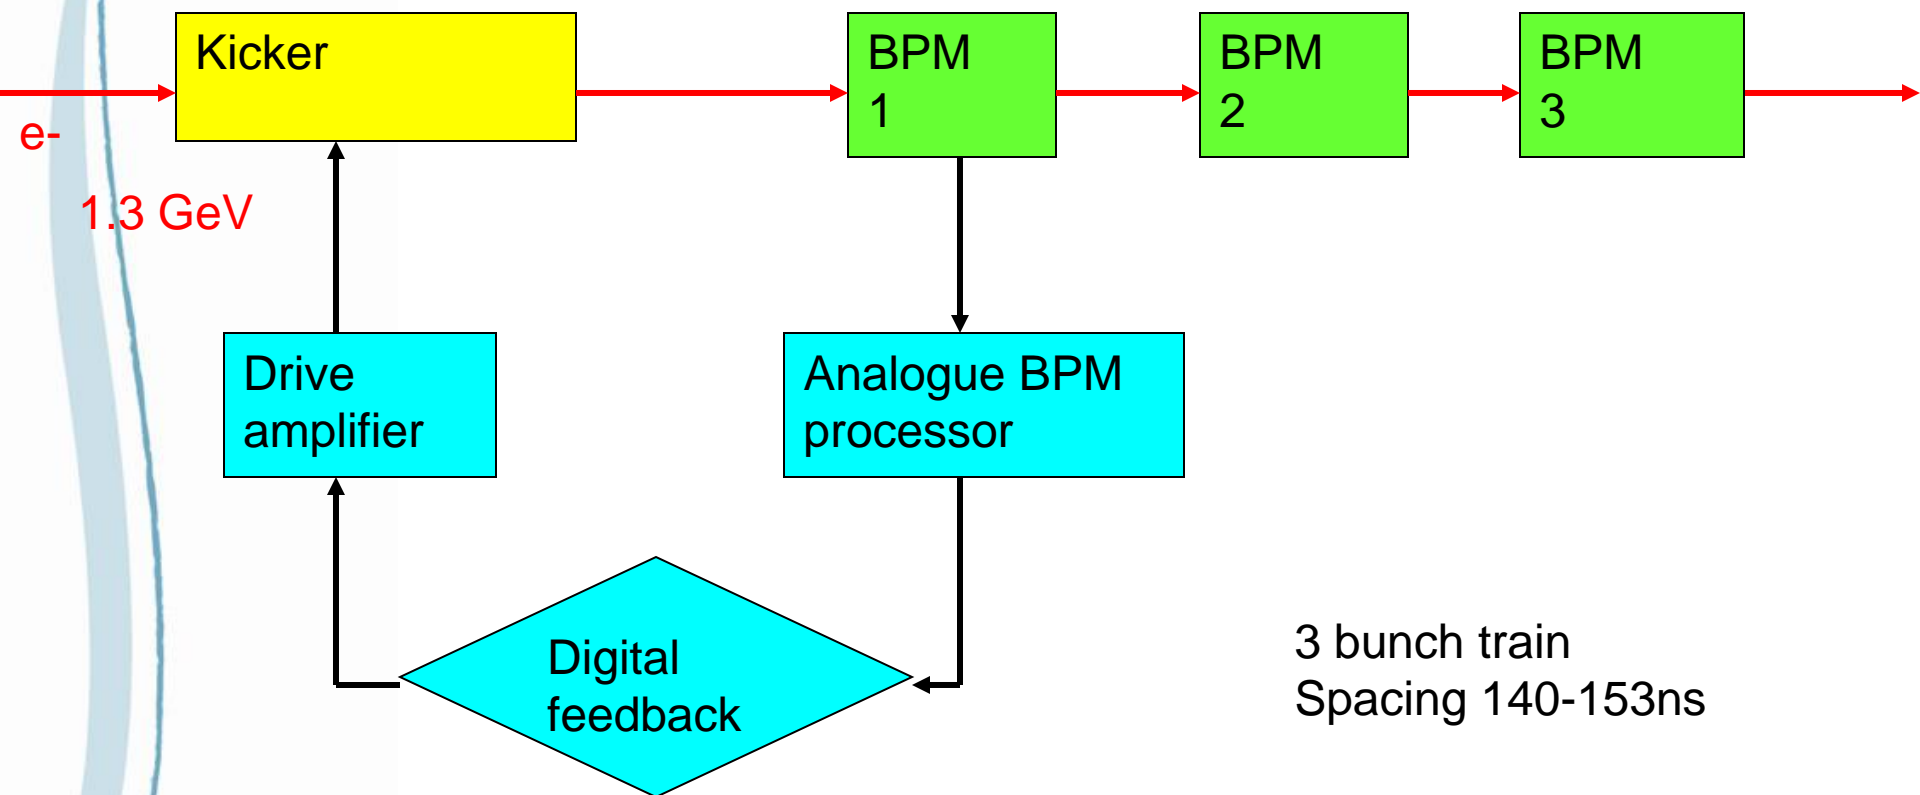 Kicker
BPM
1
BPM
2
BPM
3
e-
1.3 GeV
Drive
amplifier
Analogue BPM
processor
Digital
feedback
3 bunch train
Spacing 140-153ns